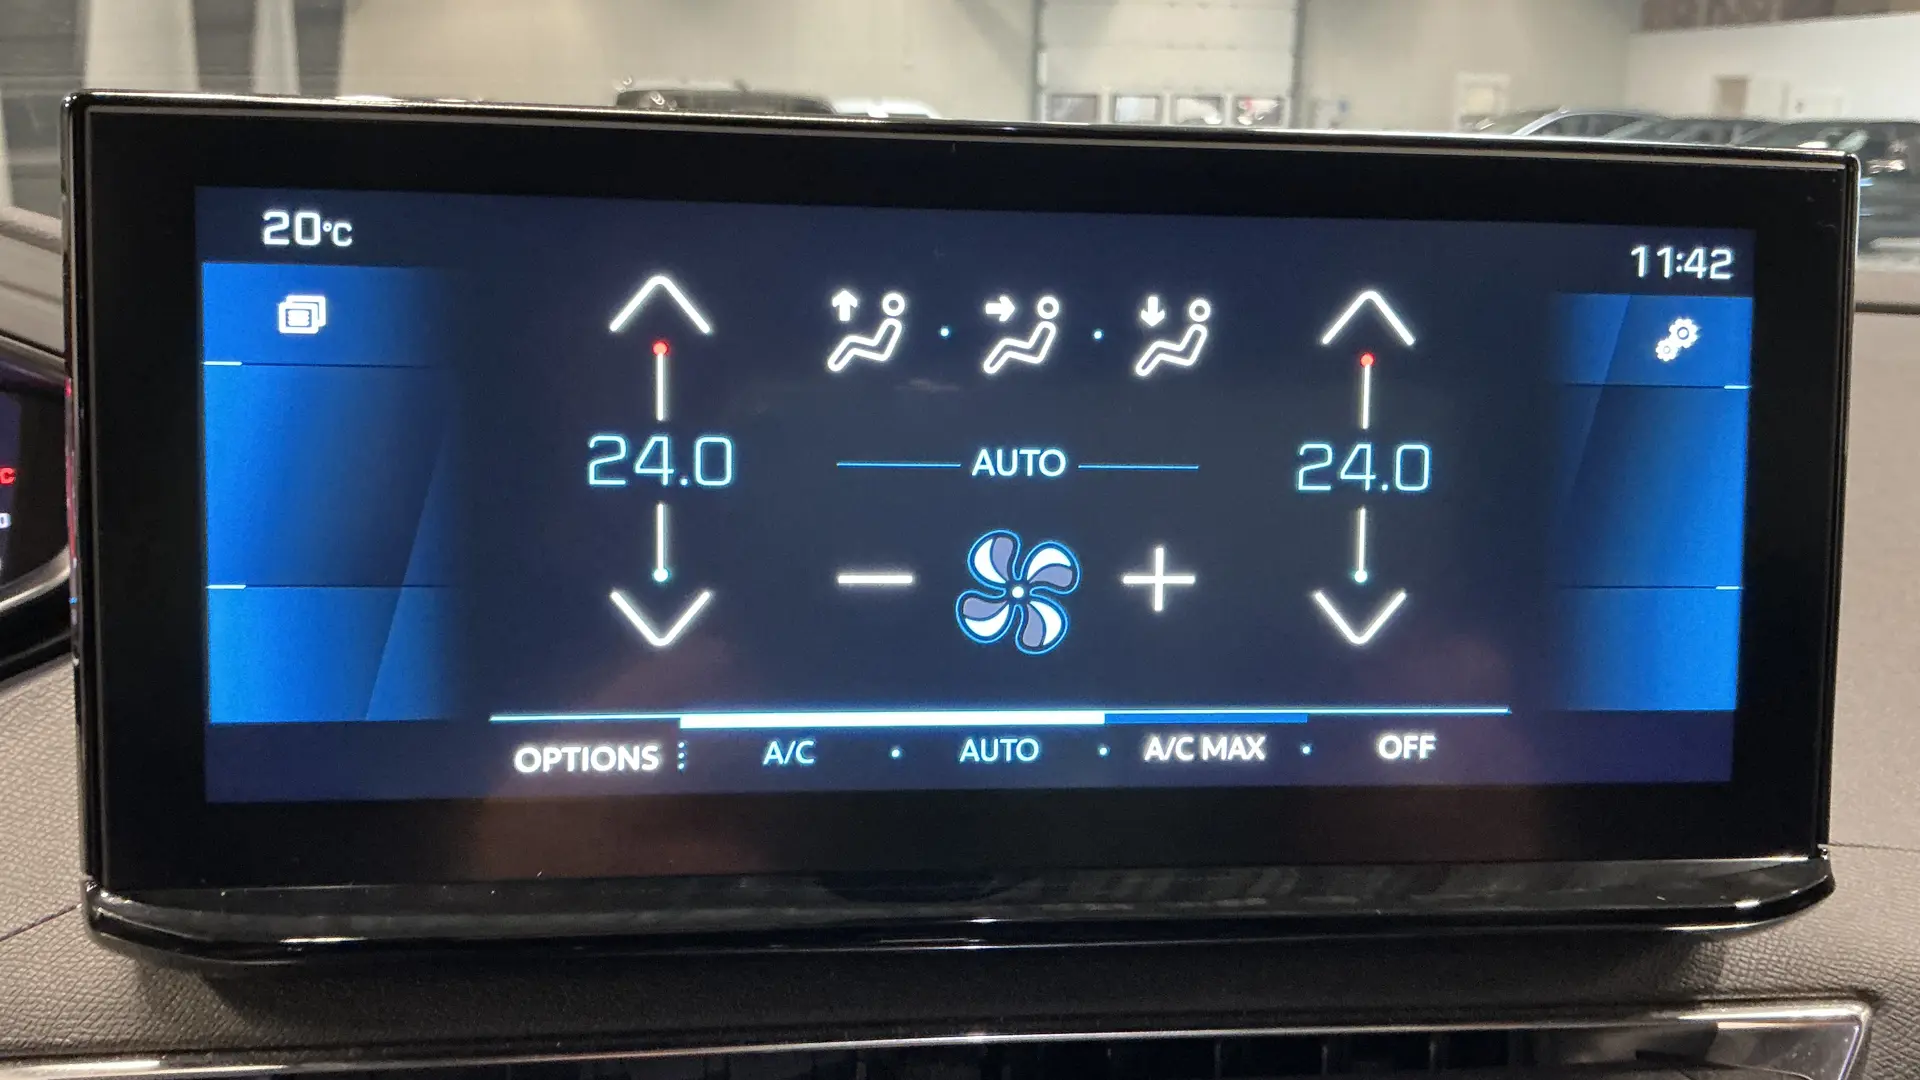 20°C
11:42
24.0
AUTO
24.0
OPTIONS A/C AUTO A/C MAX OFF